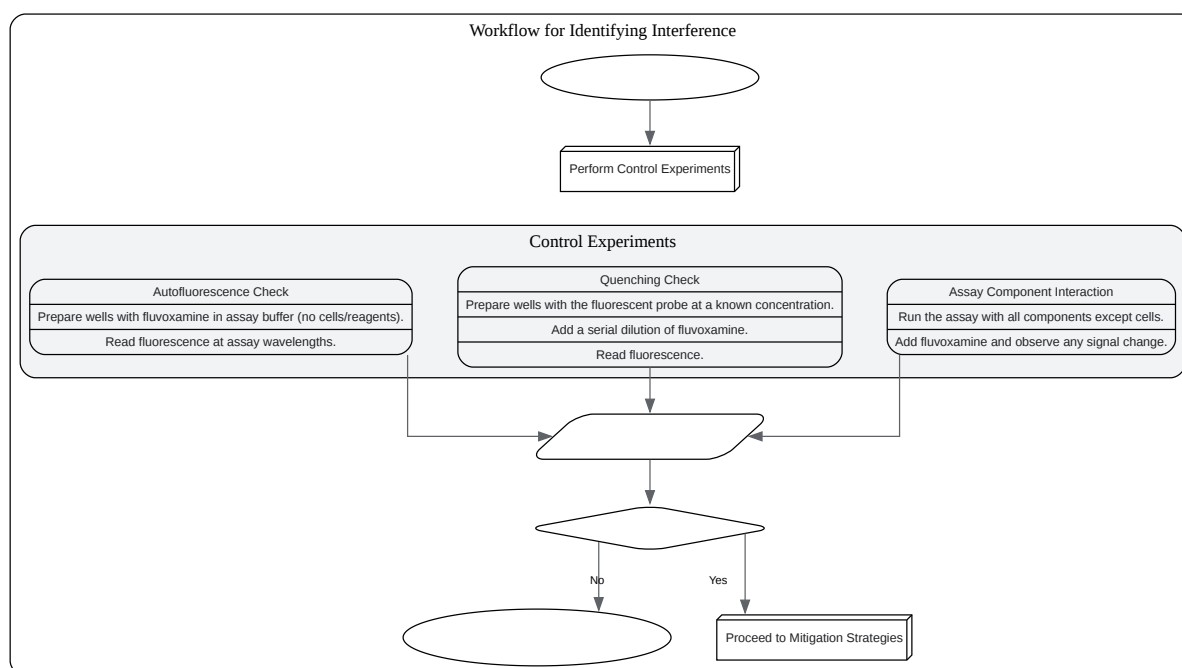 Workflow for Identifying Interference
Perform Control Experiments
Control Experiments
Autofluorescence Check
Prepare wells with fluvoxamine in assay buffer (no cells/reagents).
Read fluorescence at assay wavelengths.
Quenching Check
Prepare wells with the fluorescent probe at a known concentration.
Add a serial dilution of fluvoxamine.
Read fluorescence.
Assay Component Interaction
Run the assay with all components except cells.
Add fluvoxamine and observe any signal change.
No
Yes
Proceed to Mitigation Strategies